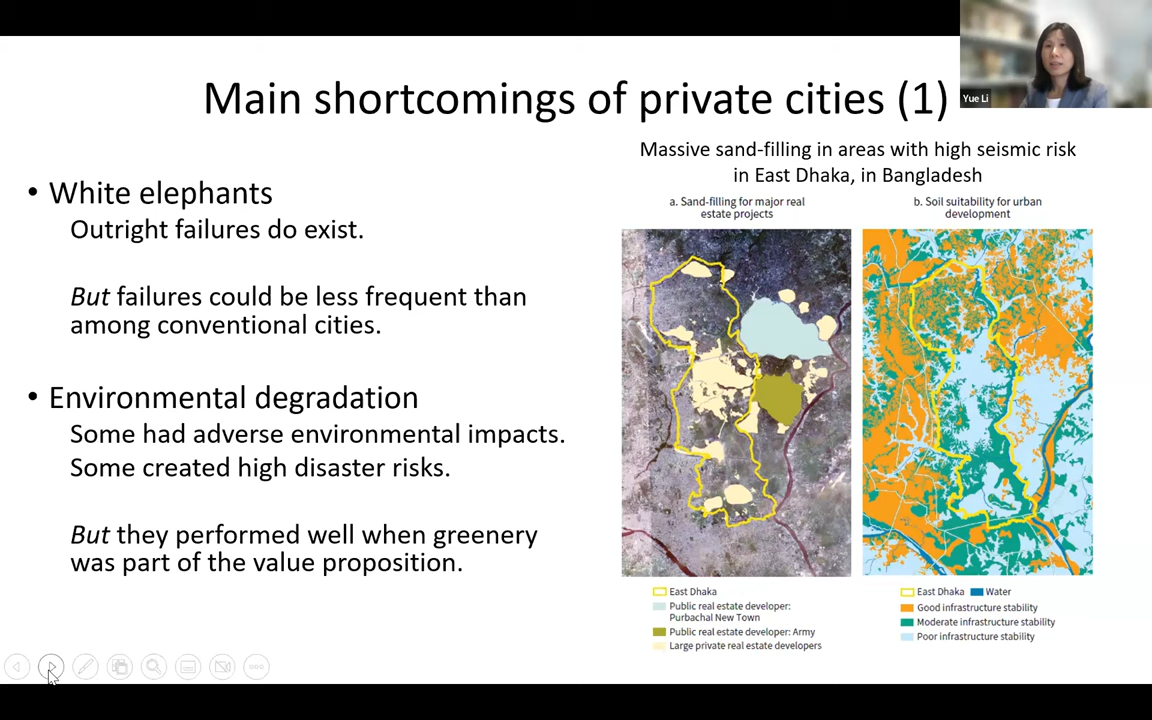 Main shortcomings of private cities (1)
Yue Li
• White elephants
Outright failures do exist.
But failures could be less frequent than
among conventional cities.
• Environmental degradation
Some had adverse environmental impacts.
Some created high disaster risks.
But they performed well when greenery
was part of the value proposition.
Massive sand-filling in areas with high seismic risk
in East Dhaka, in Bangladesh
a. Sand-filling for major real
estate projects
East Dhaka
Public real estate developer:
Purbachal New Town
Public real estate developer: Army
Large private real estate developers
b. Soil suitability for urban
development
East Dhaka Water
Good infrastructure stability
Moderate infrastructure stability
Poor infrastructure stability